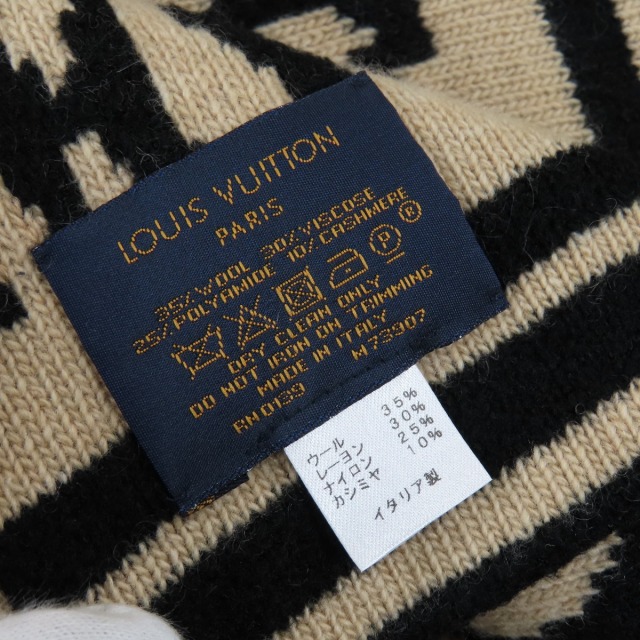 LOUIS VUITTON
PARIS
35% WOOL 30% VISCOSE
25% POLYAMIDE 10% CASHMERE
P
R
DRY CLEAN ONLY
DO NOT IRON ON TRIMMING
MADE IN ITALY
M73907
ウール 35%
レーヨン 30%
ナイロン 25%
カシミヤ 10%
イタリア製